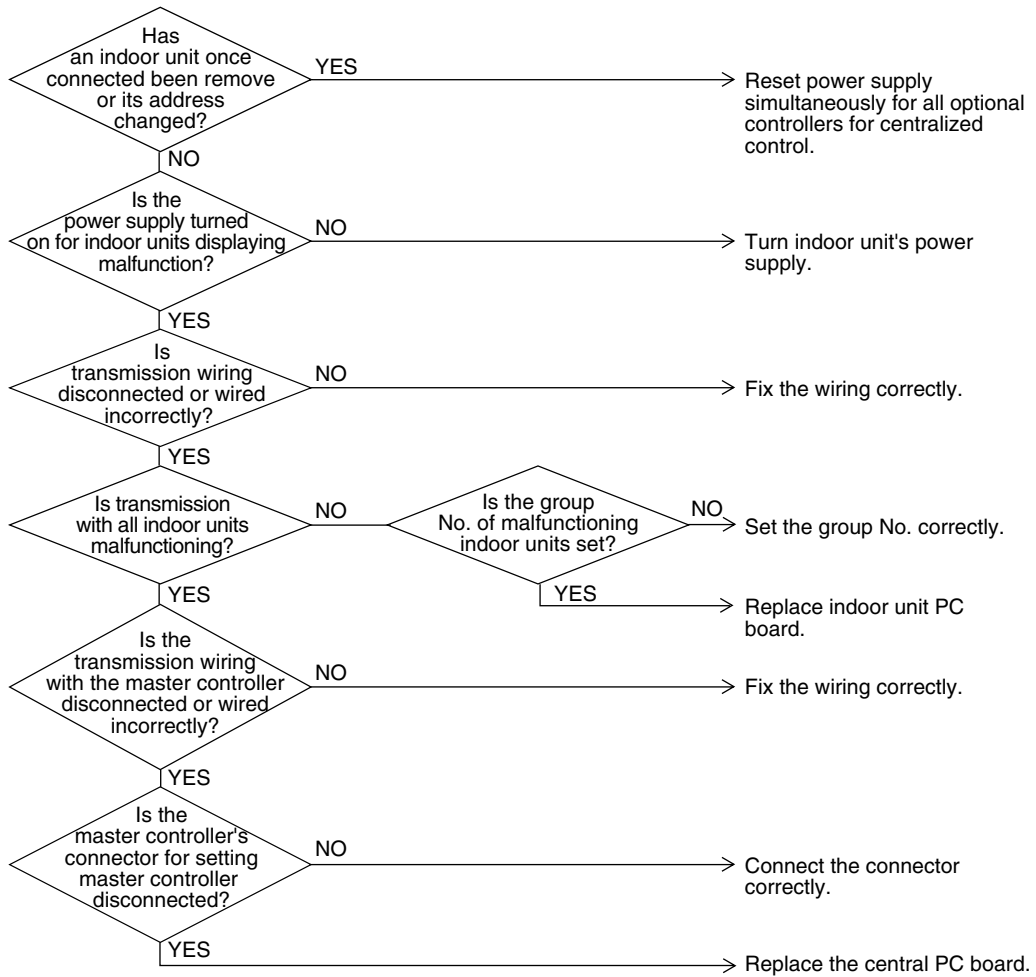 Has
an indoor unit once
connected been remove
or its address
changed?
YES
Reset power supply
simultaneously for all optional
controllers for centralized
control.
NO
Is the
power supply turned
on for indoor units displaying
malfunction?
NO
Turn indoor unit's power
supply.
YES
Is
transmission wiring
disconnected or wired
incorrectly?
NO
Fix the wiring correctly.
YES
Is transmission
with all indoor units
malfunctioning?
NO
Is the group
No. of malfunctioning
indoor units set?
NO
Set the group No. correctly.
YES
Replace indoor unit PC
board.
YES
Is the
transmission wiring
with the master controller
disconnected or wired
incorrectly?
NO
Fix the wiring correctly.
YES
Is the
master controller's
connector for setting
master controller
disconnected?
NO
Connect the connector
correctly.
YES
Replace the central PC board.